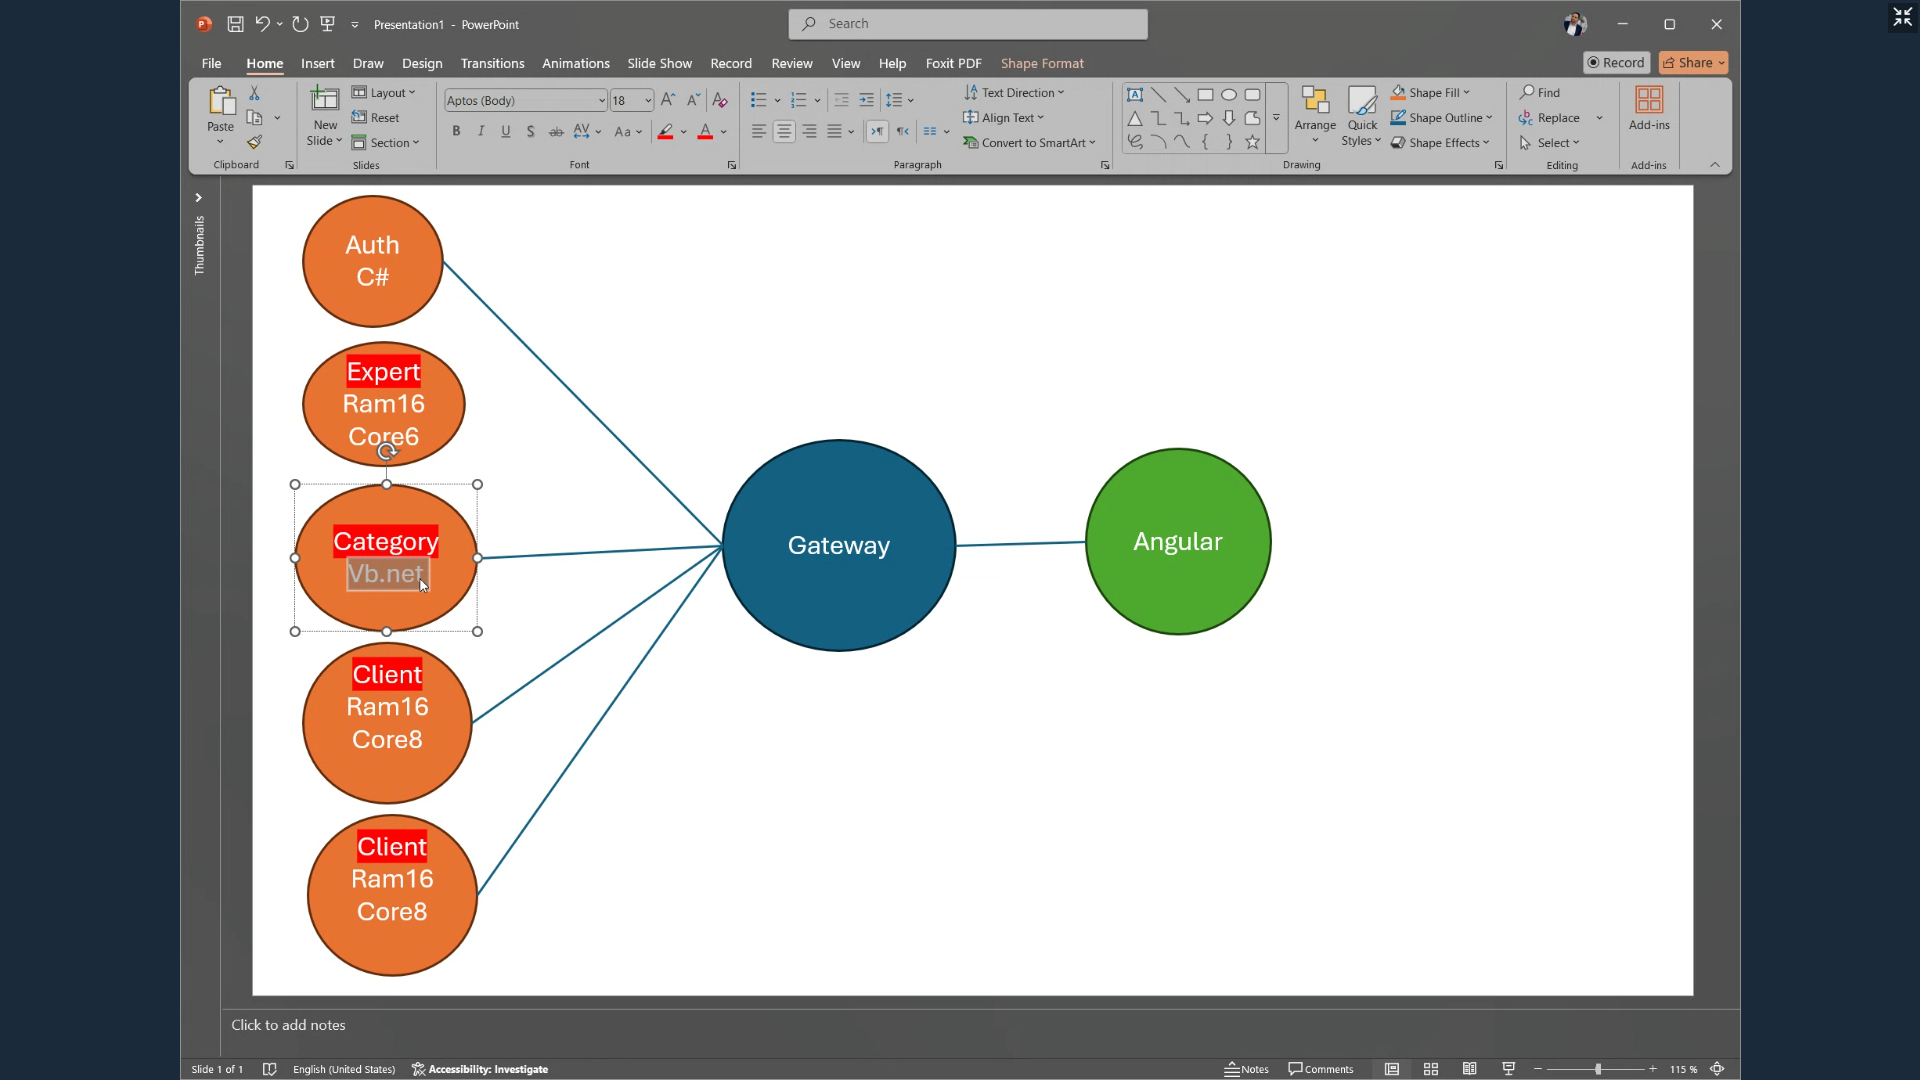 Presentation1 - PowerPoint
Search
File Home Insert Draw Design Transitions Animations Slide Show Record Review View Help Foxit PDF Shape Format
Record
Share
Paste
Clipboard
New
Slide
Layout
Reset
Section
Slides
Aptos (Body)
18
B I U S ab AV Aa A
Font
Text Direction
Align Text
Convert to SmartArt
Paragraph
Arrange
Quick
Styles
Shape Fill
Shape Outline
Shape Effects
Drawing
Find
Replace
Select
Editing
Add-ins
Add-ins
Thumbnails
Auth
C#
Expert
Ram16
Core6
Category
Vb.net
Client
Ram16
Core8
Client
Ram16
Core8
Gateway
Angular
Click to add notes
Slide 1 of 1
English (United States)
Accessibility: Investigate
Notes
Comments
115 %